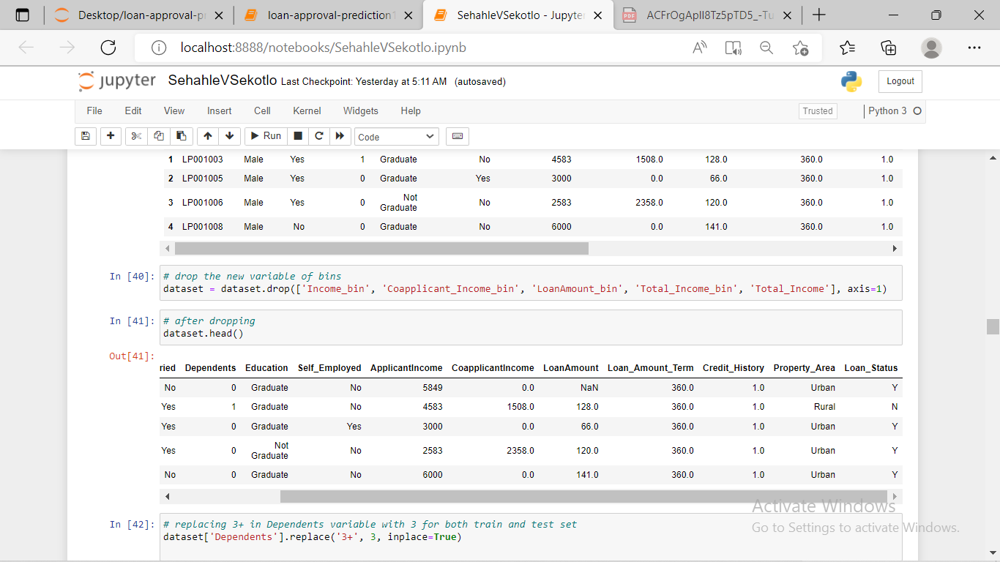 Desktop/loan-approval-pr
loan-approval-prediction
SehahleVSekotlo - Jupyter
ACFrOgApII8Tz5pTD5_-Tu
localhost:8888/notebooks/SehahleVSekotlo.ipynb
jupyter SehahleVSekotlo Last Checkpoint: Yesterday at 5:11 AM (autosaved)
Logout
File Edit View Insert Cell Kernel Widgets Help
Trusted Python 3
Run Code
1 LP001003 Male Yes 1 Graduate No 4583 1508.0 128.0 360.0 1.0
2 LP001005 Male Yes 0 Graduate Yes 3000 0.0 66.0 360.0 1.0
3 LP001006 Male Yes 0 Not Graduate No 2583 2358.0 120.0 360.0 1.0
4 LP001008 Male No 0 Graduate No 6000 0.0 141.0 360.0 1.0
In [40]: # drop the new variable of bins
dataset = dataset.drop(['Income_bin', 'Coapplicant_Income_bin', 'LoanAmount_bin', 'Total_Income_bin', 'Total_Income'], axis=1)
In [41]: # after dropping
dataset.head()
Out[41]:
ried Dependents Education Self_Employed ApplicantIncome CoapplicantIncome LoanAmount Loan_Amount_Term Credit_History Property_Area Loan_Status
No 0 Graduate No 5849 0.0 NaN 360.0 1.0 Urban Y
Yes 1 Graduate No 4583 1508.0 128.0 360.0 1.0 Rural N
Yes 0 Graduate Yes 3000 0.0 66.0 360.0 1.0 Urban Y
Yes 0 Not Graduate No 2583 2358.0 120.0 360.0 1.0 Urban Y
No 0 Graduate No 6000 0.0 141.0 360.0 1.0 Urban Y
Activate Windows
Go to Settings to activate Windows.
In [42]: # replacing 3+ in Dependents variable with 3 for both train and test set
dataset['Dependents'].replace('3+', 3, inplace=True)